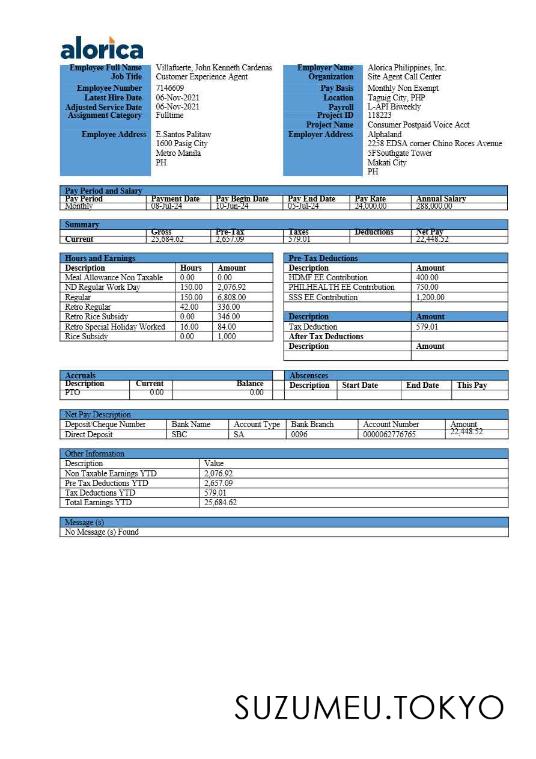 alorica
Employee Full Name Villafuerte, John Kenneth Cardenas Employer Name Alorica Philippines, Inc.
Job Title Customer Experience Agent Organization Site Agent Call Center
Employee Number 7146609 Pay Basis Monthly Non Exempt
Latest Hire Date 06-Nov-2021 Location Taguig City, PHP
Adjusted Service Date 06-Nov-2021 Payroll L-API Biweekly
Assignment Category Fulltime Project ID 118223
Project Name Consumer Postpaid Voice Acct
Employee Address E.Santos Palitaw Employer Address Alphaland
1600 Pasig City 2258 EDSA corner Chino Roces Avenue
Metro Manila 5FSouthgate Tower
PH Makati City
PH
Pay Period and Salary
Pay Period Payment Date Pay Begin Date Pay End Date Pay Rate Annual Salary
Monthly 08-Jul-24 10-Jun-24 05-Jul-24 24,000.00 288,000.00
Summary
Gross Pre-Tax Taxes Deductions Net Pay
Current 25,684.62 2,657.09 579.01 22,448.52
Hours and Earnings Pre-Tax Deductions
Description Hours Amount Description Amount
Meal Allowance Non Taxable 0.00 0.00 HDMF EE Contribution 400.00
ND Regular Work Day 150.00 2,076.92 PHILHEALTH EE Contribution 750.00
Regular 150.00 6,808.00 SSS EE Contribution 1,200.00
Retro Regular 42.00 336.00
Retro Rice Subsidy 0.00 346.00 Description Amount
Retro Special Holiday Worked 16.00 84.00 Tax Deduction 579.01
Rice Subsidy 0.00 1,000 After Tax Deductions
Description Amount
Accruals Abscensces
Description Current Balance Description Start Date End Date This Pay
PTO 0.00 0.00
Net Pay Description
Deposit/Cheque Number Bank Name Account Type Bank Branch Account Number Amount
Direct Deposit SBC SA 0096 0000062776765 22,448.52
Other Information
Description Value
Non Taxable Earnings YTD 2,076.92
Pre Tax Deductions YTD 2,657.09
Tax Deductions YTD 579.01
Total Earnings YTD 25,684.62
Message (s)
No Message (s) Found
SUZUMEU.TOKYO